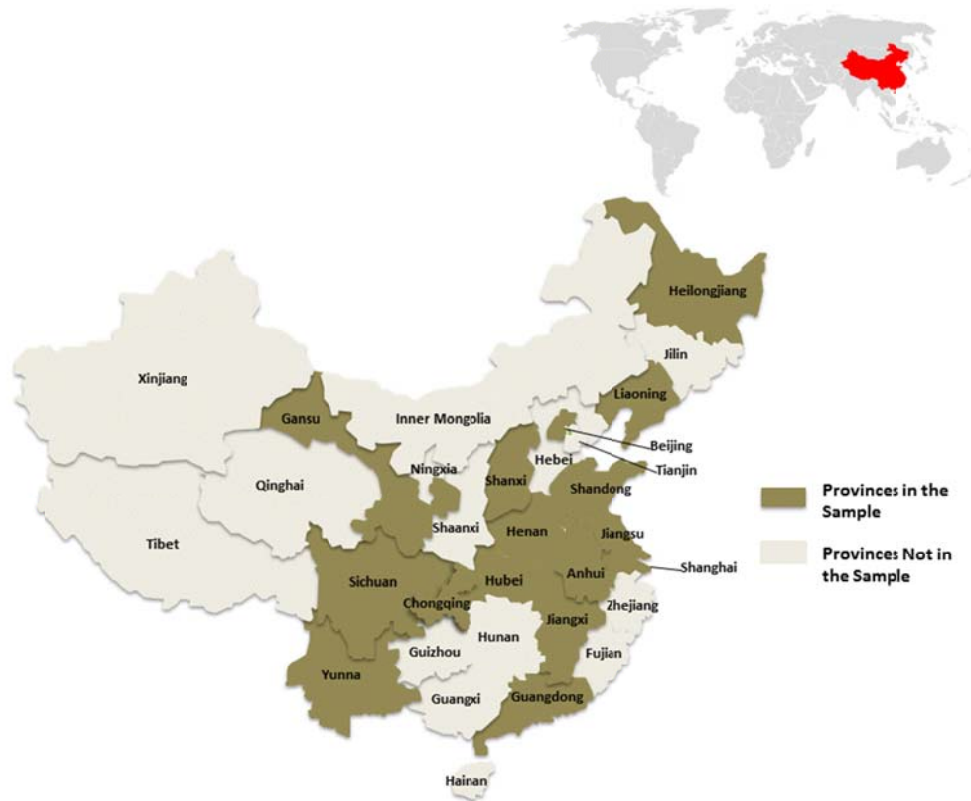 Heilongjiang
Jilin
Xinjiang
Liaoning
Gansu
Inner Mongolia
Beijing
Hebei
Ningxia
Tianjin
Qinghai
Shanxi
Shandong
Provinces in the
Sample
Shaanxi
Henan
Jiangsu
Tibet
Provinces Not in
the Sample
Shanghai
Sichuan
Hubei
Anhui
Chongqing
Zhejiang
Jiangxi
Hunan
Guizhou
Fujian
Yunna
Guangxi
Guangdong
Hainan